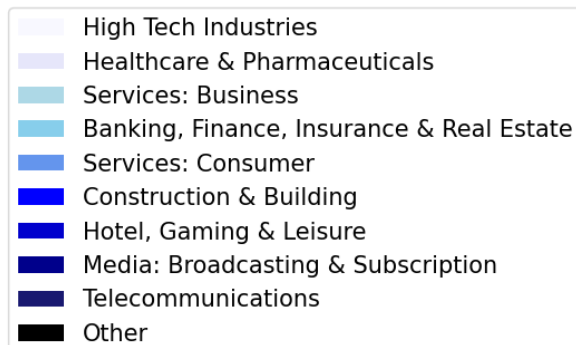 High Tech Industries
Healthcare & Pharmaceuticals
Services: Business
Banking, Finance, Insurance & Real Estate
Services: Consumer
Construction & Building
Hotel, Gaming & Leisure
Media: Broadcasting & Subscription
Telecommunications
Other